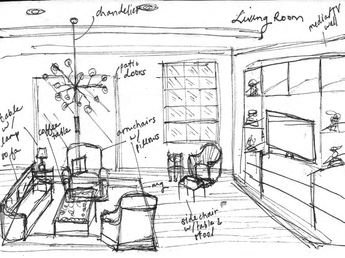 chandelier
Living Room
media/TV
wall
patio
doors
table
w/
lamp
sofa
coffee
table
armchairs
w/
pillows
rug
side chair
w/ table &
stool